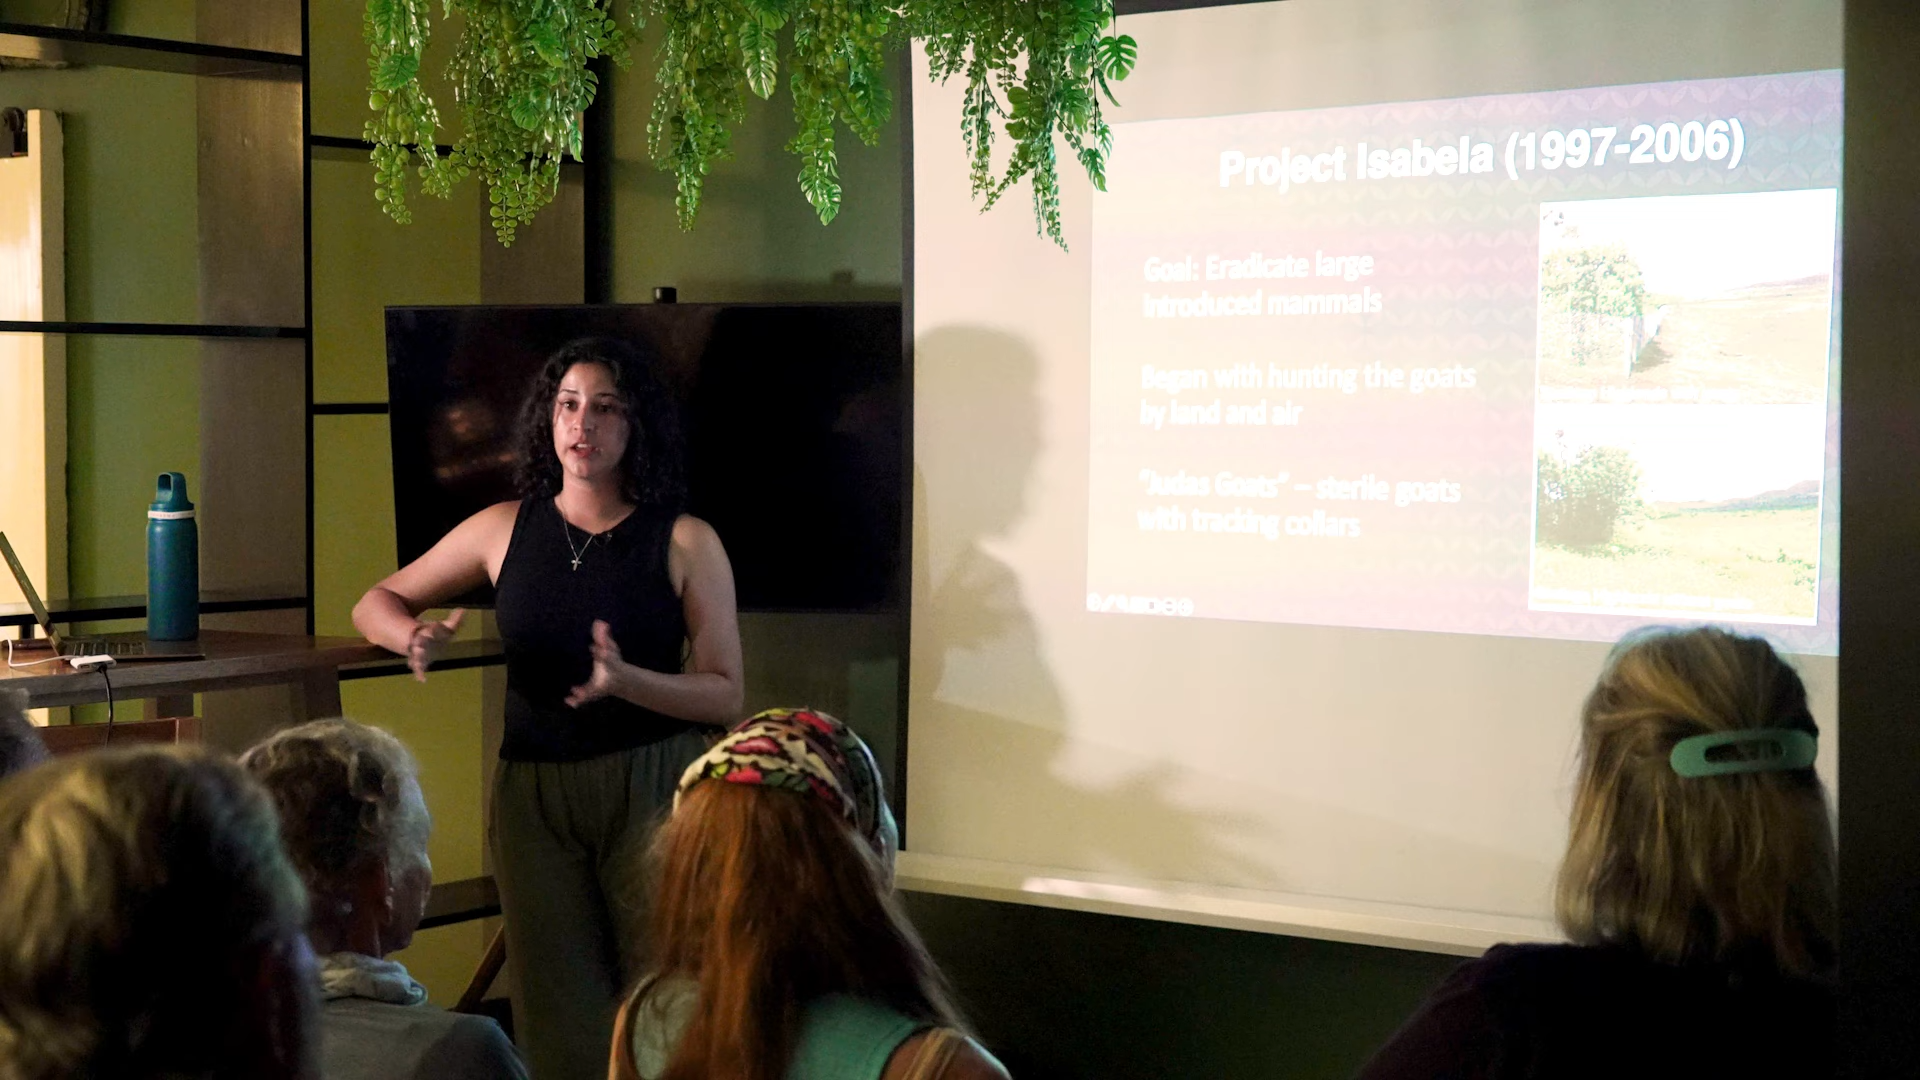 Project Isabela (1997-2006)
Goal: Eradicate large
introduced mammals
Began with hunting the goats
by land and air
"Judas Goats" – sterile goats
with tracking collars